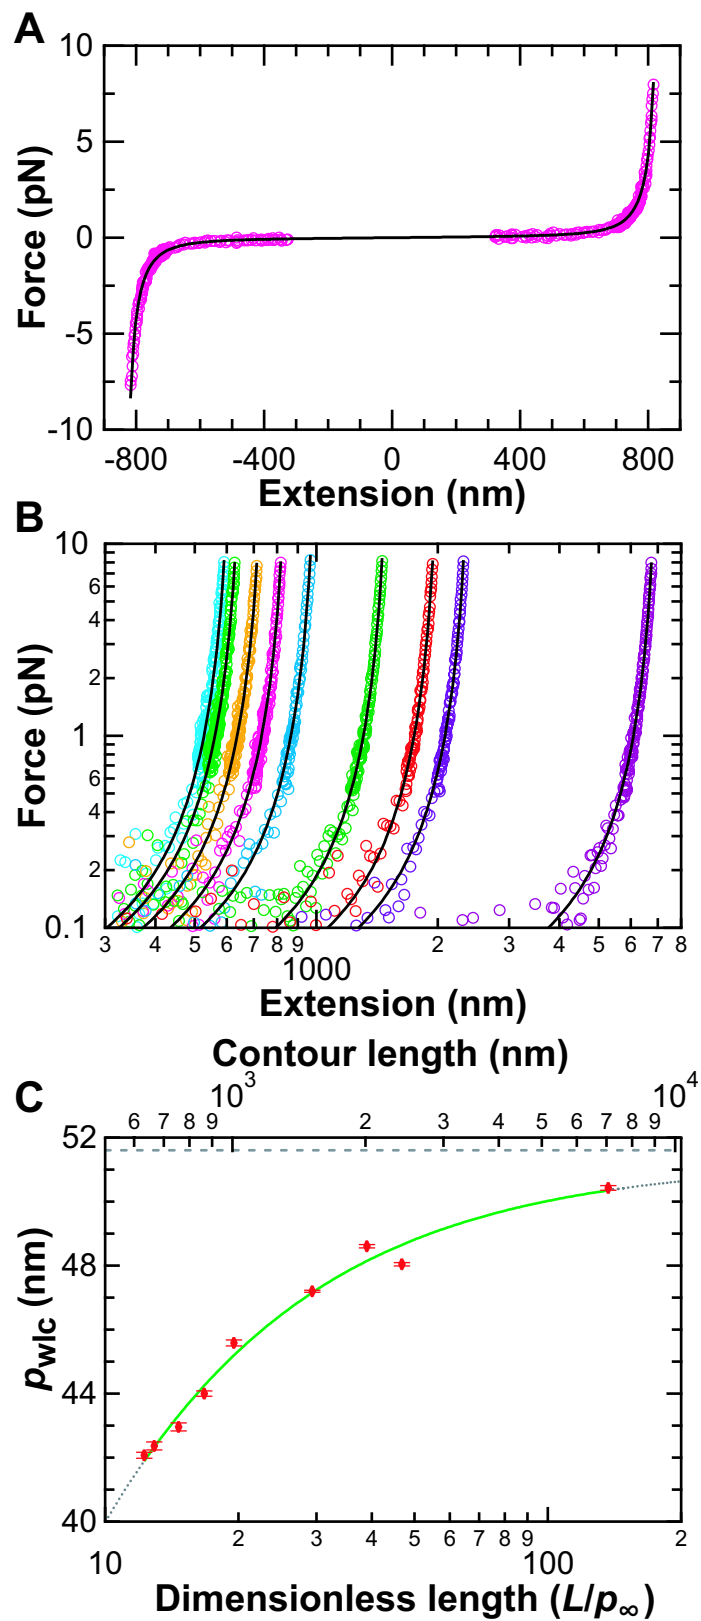 A
10
5
0
-5
-10
Force (pN)
-800 -400 0 400 800
Extension (nm)
B
10
6
4
2
1
6
4
2
0.1
Force (pN)
3 4 5 6 7 8 9 2 3 4 5 6 7 8
1000
Extension (nm)
Contour length (nm)
C
10³ 10⁴
6 7 8 9 2 3 4 5 6 7 8 9
52
48
44
40
p_wlc (nm)
2 3 4 5 6 7 8 9 2
10 100
Dimensionless length (L/p∞)